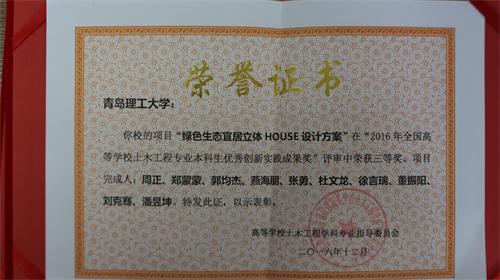 荣誉证书
青岛理工大学：
你校的项目“绿色生态宜居立体 HOUSE 设计方案”在“2016 年全国高
等学校土木工程专业本科生优秀创新实践成果奖”评审中荣获三等奖。项目
完成人：周正、郑蒙蒙、郭均杰、燕海朋、张勇、杜文龙、徐言瑞、董振阳、
刘克骞、潘昱坤。特发此证，以示表彰。
高等学校土木工程学科专业指导委员会
二〇一六年十二月